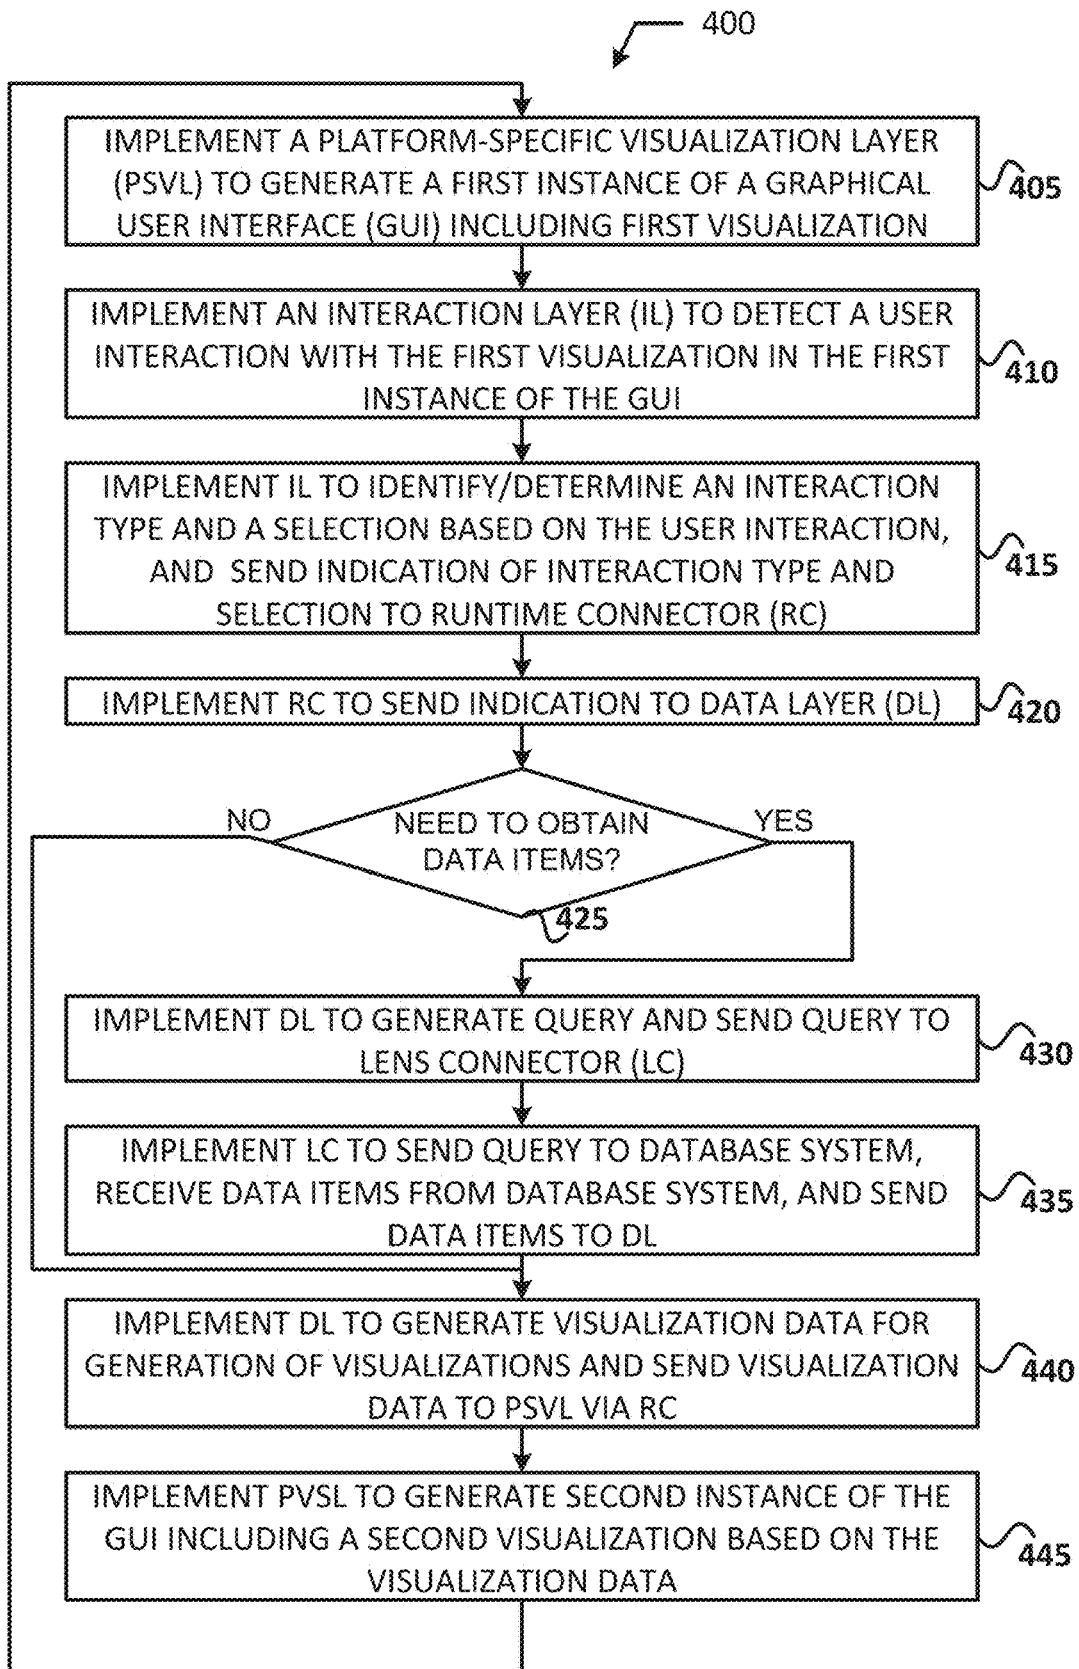 400
IMPLEMENT A PLATFORM-SPECIFIC VISUALIZATION LAYER
(PSVL) TO GENERATE A FIRST INSTANCE OF A GRAPHICAL
USER INTERFACE (GUI) INCLUDING FIRST VISUALIZATION
405
IMPLEMENT AN INTERACTION LAYER (IL) TO DETECT A USER
INTERACTION WITH THE FIRST VISUALIZATION IN THE FIRST
INSTANCE OF THE GUI
410
IMPLEMENT IL TO IDENTIFY/DETERMINE AN INTERACTION
TYPE AND A SELECTION BASED ON THE USER INTERACTION,
AND SEND INDICATION OF INTERACTION TYPE AND
SELECTION TO RUNTIME CONNECTOR (RC)
415
IMPLEMENT RC TO SEND INDICATION TO DATA LAYER (DL)
420
NO
NEED TO OBTAIN
DATA ITEMS?
YES
425
IMPLEMENT DL TO GENERATE QUERY AND SEND QUERY TO
LENS CONNECTOR (LC)
430
IMPLEMENT LC TO SEND QUERY TO DATABASE SYSTEM,
RECEIVE DATA ITEMS FROM DATABASE SYSTEM, AND SEND
DATA ITEMS TO DL
435
IMPLEMENT DL TO GENERATE VISUALIZATION DATA FOR
GENERATION OF VISUALIZATIONS AND SEND VISUALIZATION
DATA TO PSVL VIA RC
440
IMPLEMENT PVSL TO GENERATE SECOND INSTANCE OF THE
GUI INCLUDING A SECOND VISUALIZATION BASED ON THE
VISUALIZATION DATA
445